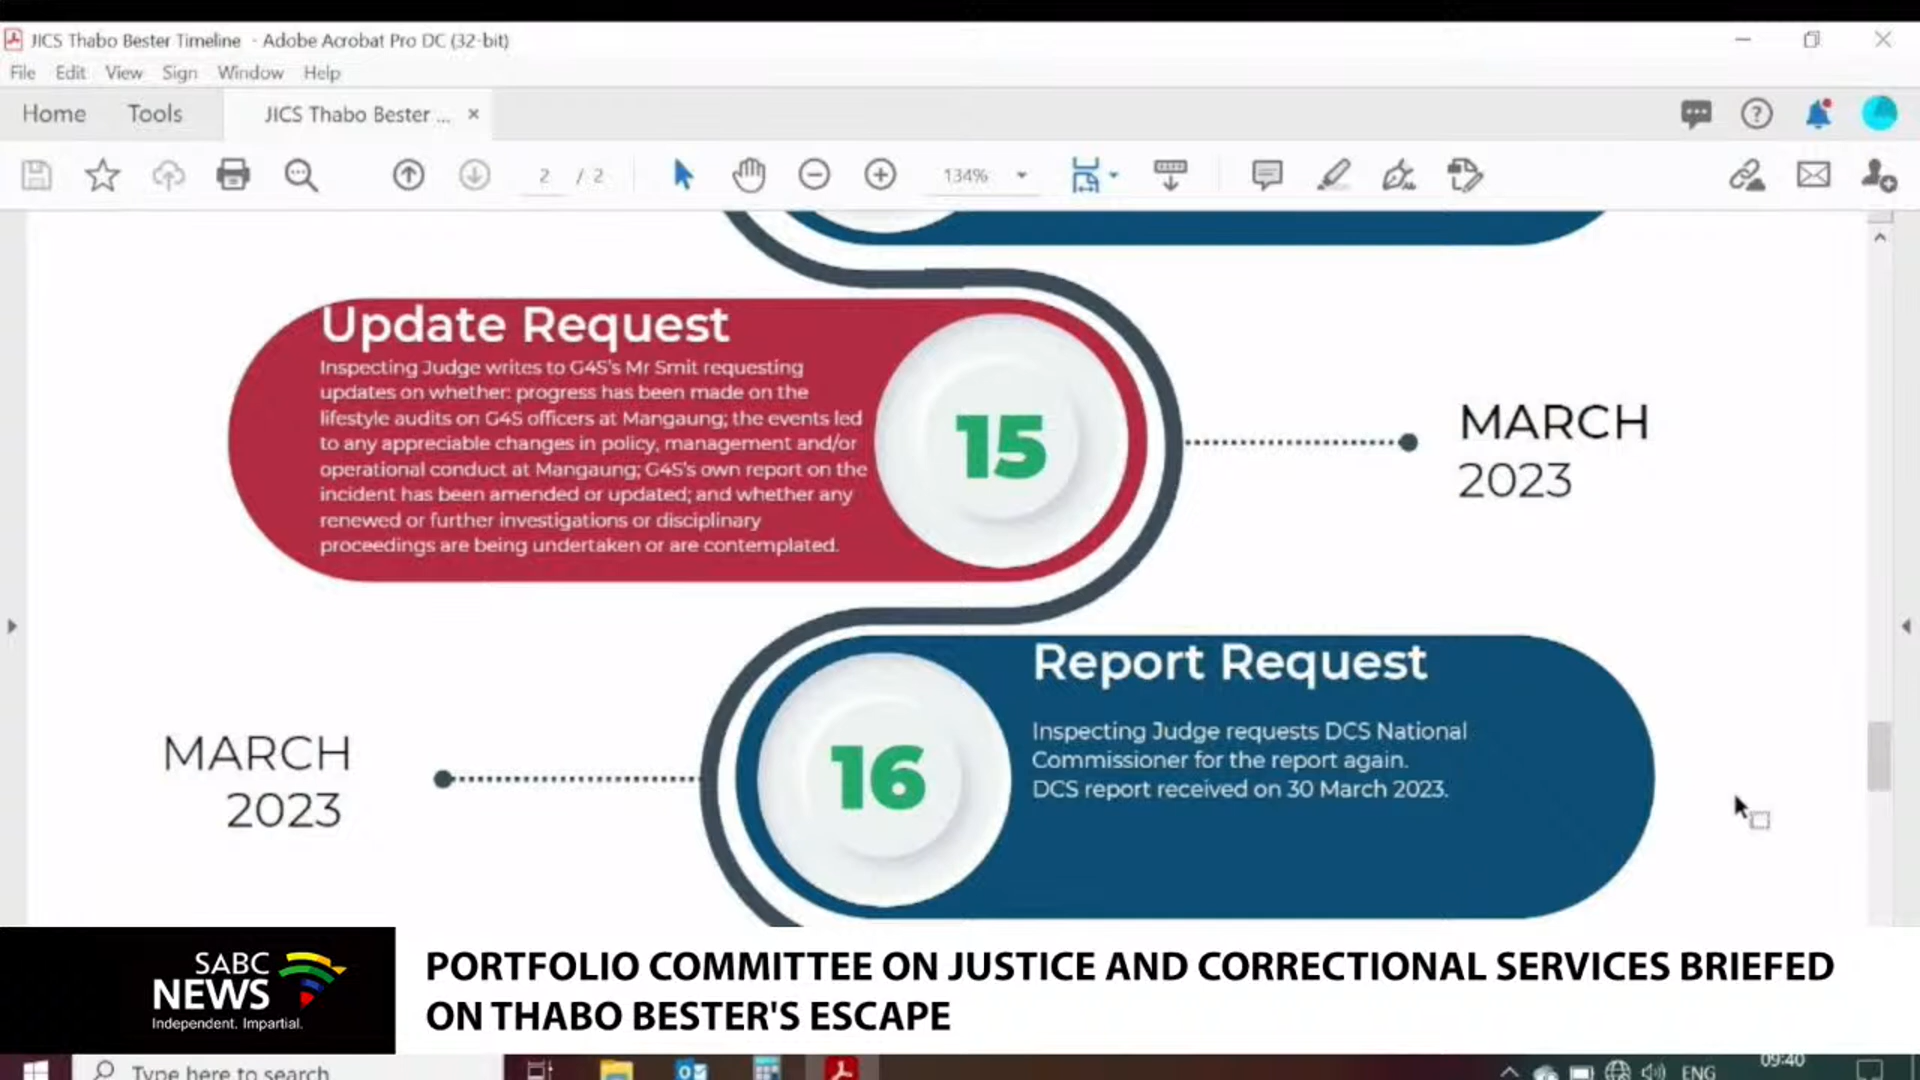 JICS Thabo Bester Timeline - Adobe Acrobat Pro DC (32-bit)
File Edit View Sign Window Help
Home Tools JICS Thabo Bester ... ×
2 / 2 134%
Update Request
Inspecting Judge writes to G4S's Mr Smit requesting
updates on whether: progress has been made on the
lifestyle audits on G4S officers at Mangaung; the events led
to any appreciable changes in policy, management and/or
operational conduct at Mangaung; G4S's own report on the
incident has been amended or updated; and whether any
renewed or further investigations or disciplinary
proceedings are being undertaken or are contemplated.
15
MARCH
2023
Report Request
Inspecting Judge requests DCS National
Commissioner for the report again.
DCS report received on 30 March 2023.
16
MARCH
2023
SABC
NEWS
Independent. Impartial.
PORTFOLIO COMMITTEE ON JUSTICE AND CORRECTIONAL SERVICES BRIEFED
ON THABO BESTER'S ESCAPE
Type here to search
ENG
09:40